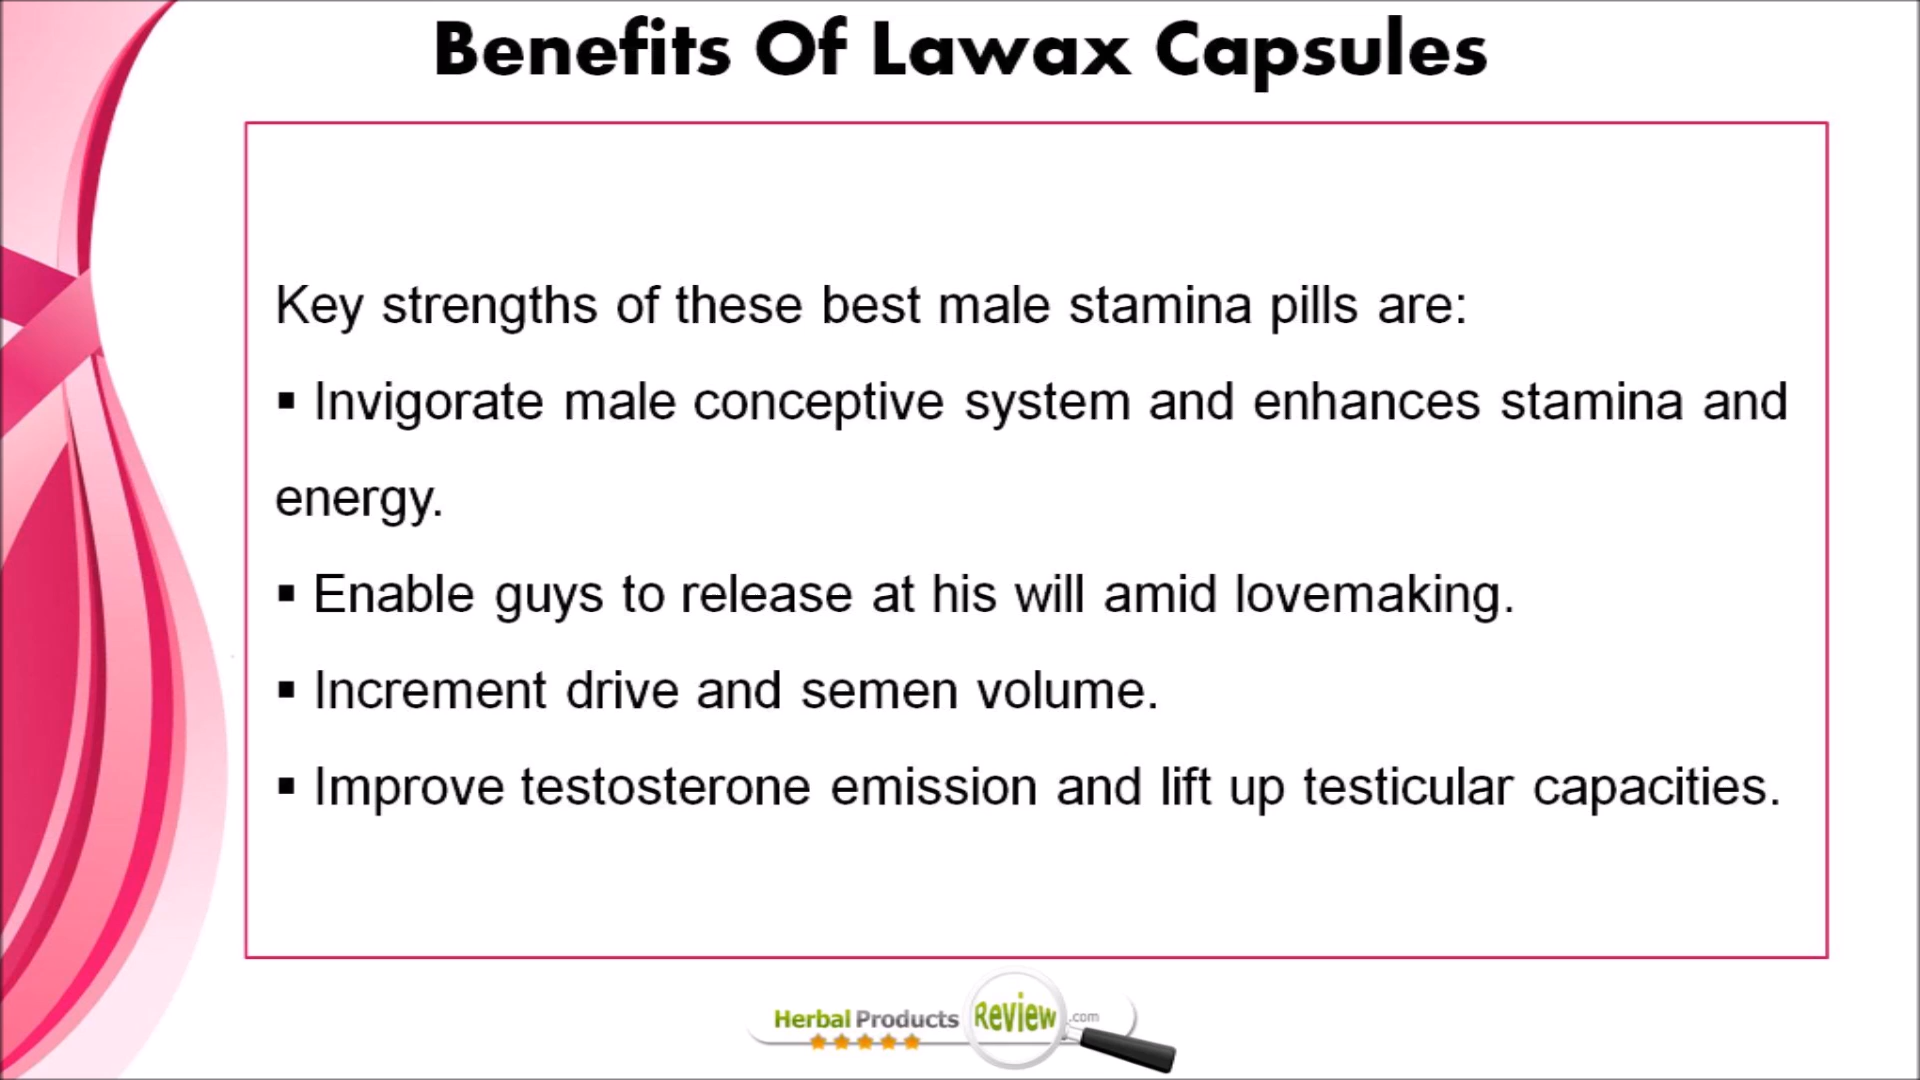 Benefits Of Lawax Capsules
Key strengths of these best male stamina pills are:
▪ Invigorate male conceptive system and enhances stamina and
energy.
▪ Enable guys to release at his will amid lovemaking.
▪ Increment drive and semen volume.
▪ Improve testosterone emission and lift up testicular capacities.
Herbal Products Review .com